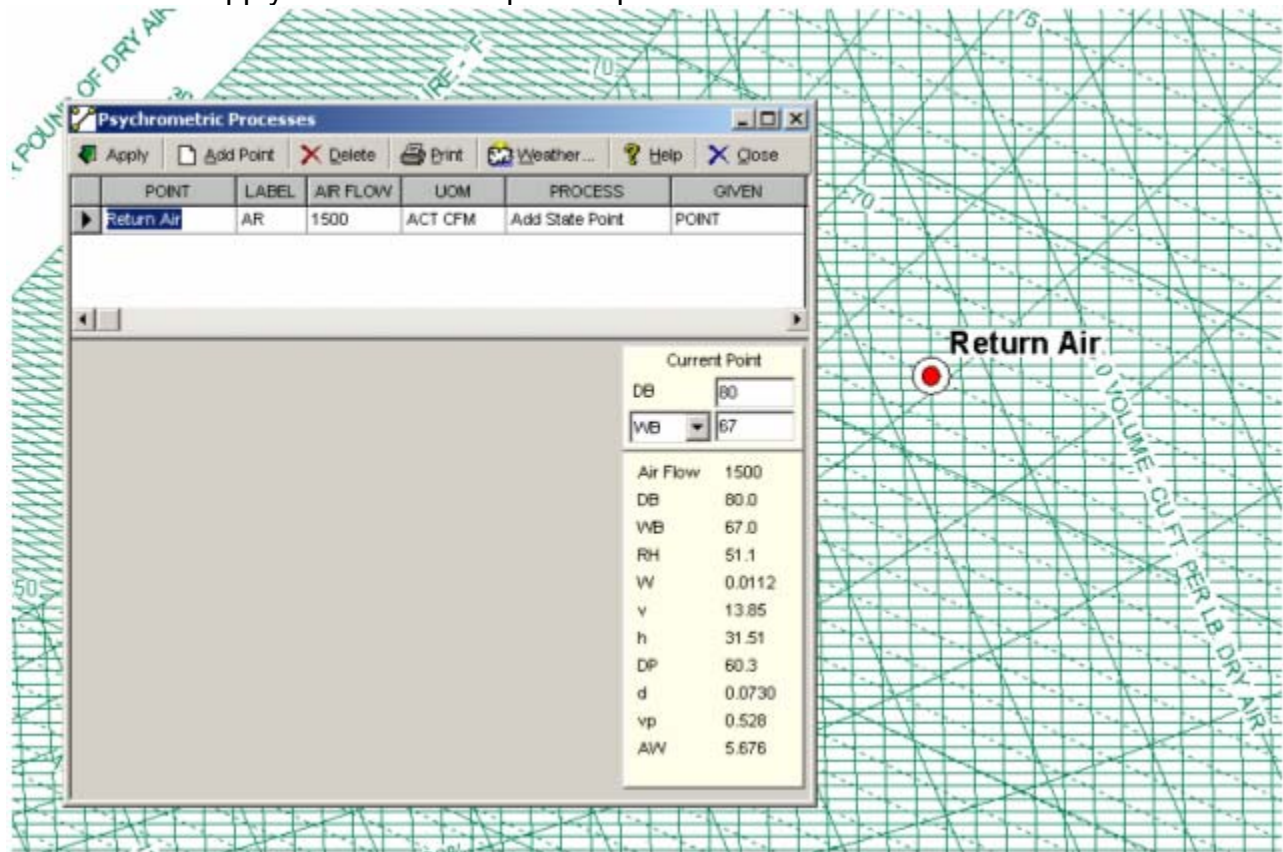 75
OF DRY AIR
IRE - °F
70
POUN
Psychrometric Processes
Apply Add Point Delete Print Weather... Help Close
POINT LABEL AIR FLOW UOM PROCESS GIVEN
Return Air AR 1500 ACT CFM Add State Point POINT
70
Return Air
Current Point
DB 80
WB 67
Air Flow 1500
DB 80.0
WB 67.0
RH 51.1
W 0.0112
v 13.85
h 31.51
DP 60.3
d 0.0730
vp 0.528
AW 5.676
.0 VOLUME - CU FT. PER LB. DRY AIR
50